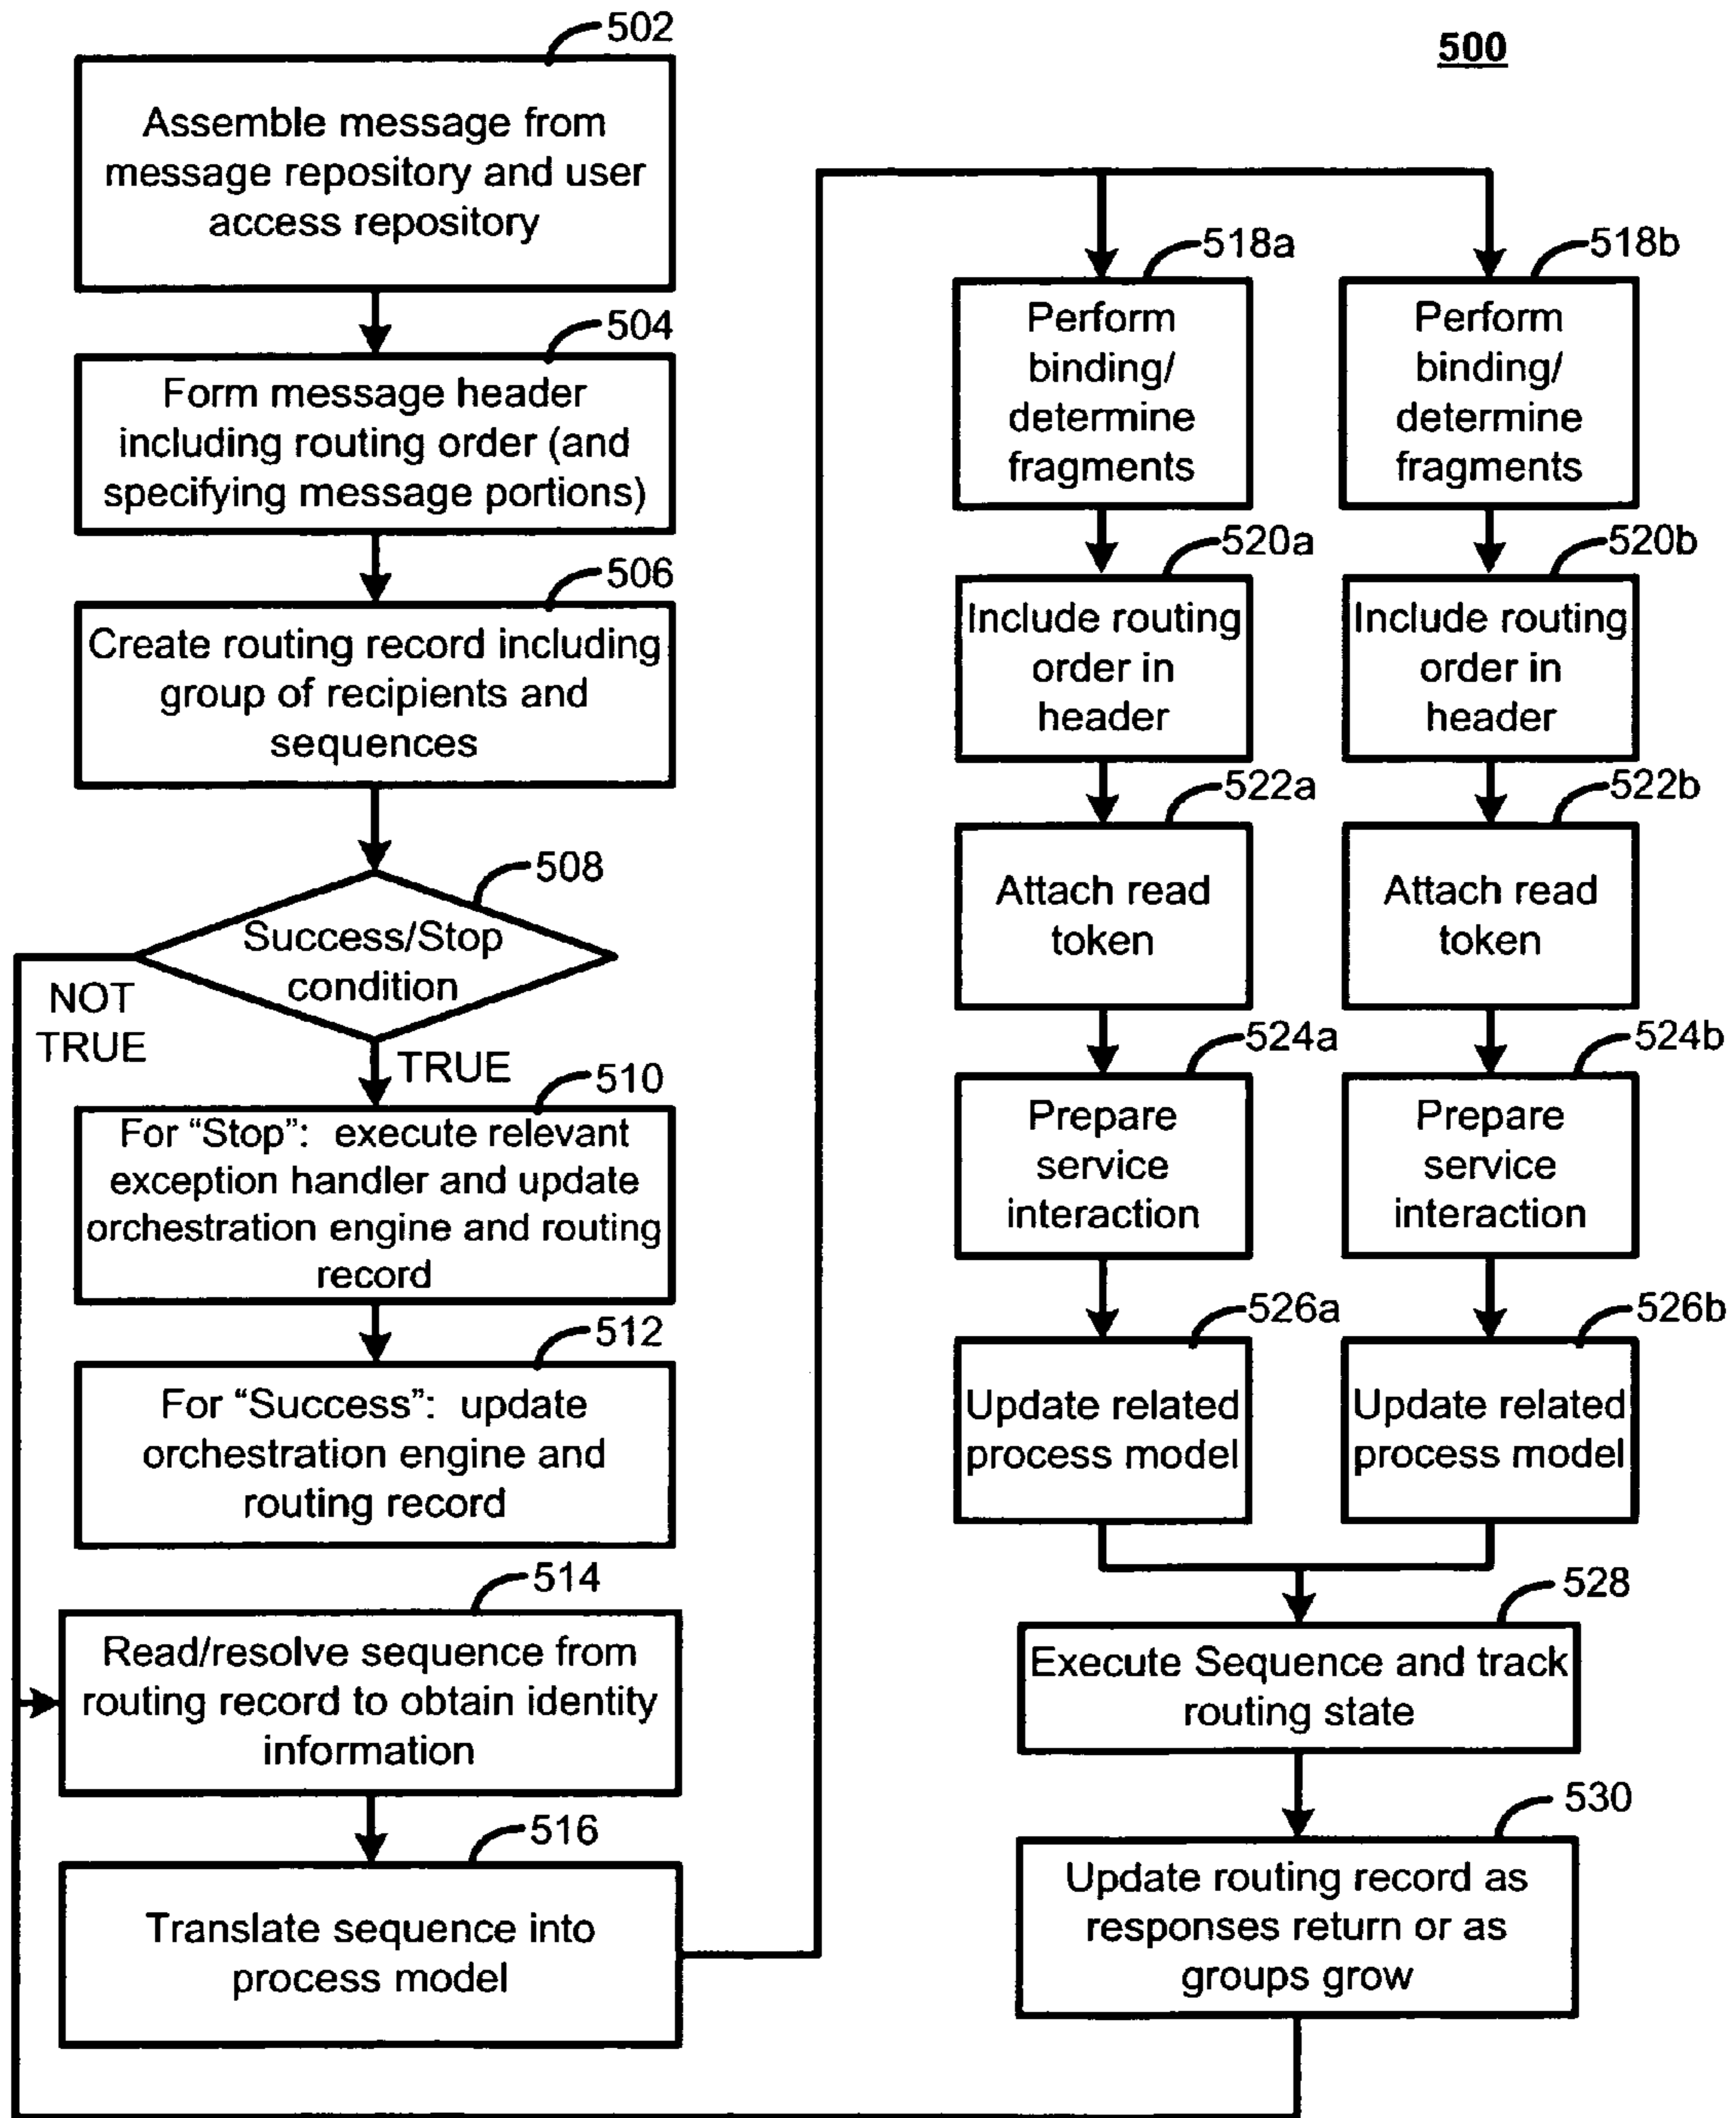 500
502
Assemble message from
message repository and user
access repository
504
Form message header
including routing order (and
specifying message portions)
506
Create routing record including
group of recipients and
sequences
508
Success/Stop
condition
NOT
TRUE
TRUE
510
For “Stop”: execute relevant
exception handler and update
orchestration engine and routing
record
512
For “Success”: update
orchestration engine and
routing record
514
Read/resolve sequence from
routing record to obtain identity
information
516
Translate sequence into
process model
518a
Perform
binding/
determine
fragments
520a
Include routing
order in
header
522a
Attach read
token
524a
Prepare
service
interaction
526a
Update related
process model
518b
Perform
binding/
determine
fragments
520b
Include routing
order in
header
522b
Attach read
token
524b
Prepare
service
interaction
526b
Update related
process model
528
Execute Sequence and track
routing state
530
Update routing record as
responses return or as
groups grow